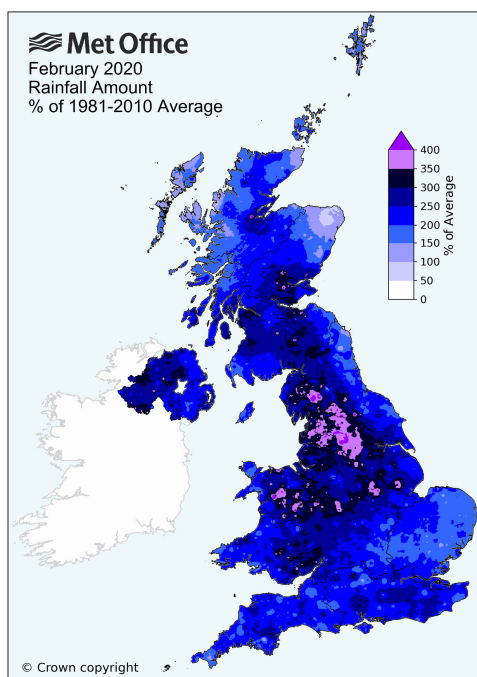 Met Office
February 2020
Rainfall Amount
% of 1981-2010 Average
400
350
300
250
200
150
100
50
0
% of Average
© Crown copyright